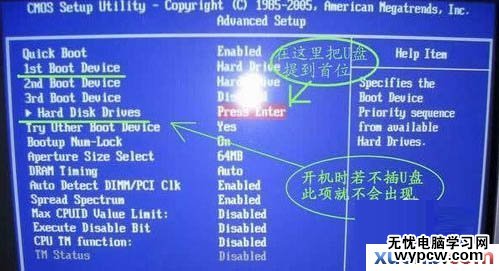 CMOS Setup Utility - Copyright (C) 1985-2005, American Megatrends, Inc.
Advanced Setup
Quick Boot Enabled
1st Boot Device Hard Drive
2nd Boot Device Hard
3rd Boot Device
▶ Hard Disk Drives Press Enter
Try Other Boot Device Yes
Bootup Num-Lock On
Aperture Size Select 64MB
DRAM Timing Auto
Auto Detect DIMM/PCI Clk Enabled
Spread Spectrum Enabled
Max CPUID Value Limit: Disabled
Execute Disable Bit Disabled
CPU TM function: Disabled
TM Status Disabled
在这里把U盘
提到首位
Help Item
Specifies the
Boot Device
Priority sequence
from available
Hard Drives.
开机时若不插U盘
此项就不会出现.
无忧电脑学习网
www.wypcw.com